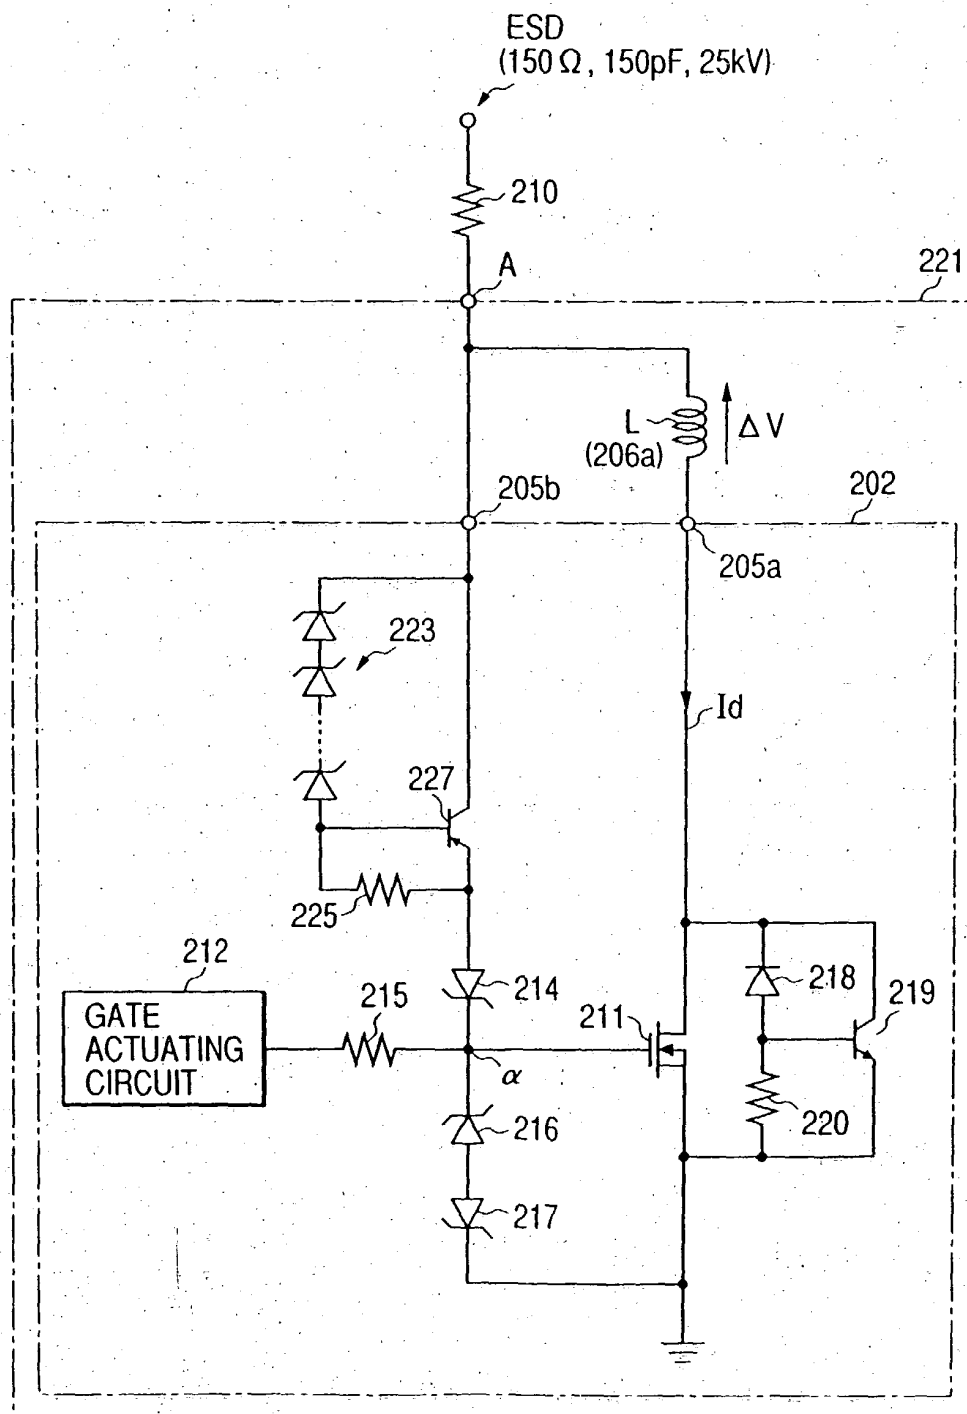 ESD
(150 Ω, 150pF, 25kV)
210
A
221
L
(206a)
ΔV
205b
202
205a
223
Id
227
225
212
GATE
ACTUATING
CIRCUIT
215
214
211
218
219
α
216
220
217